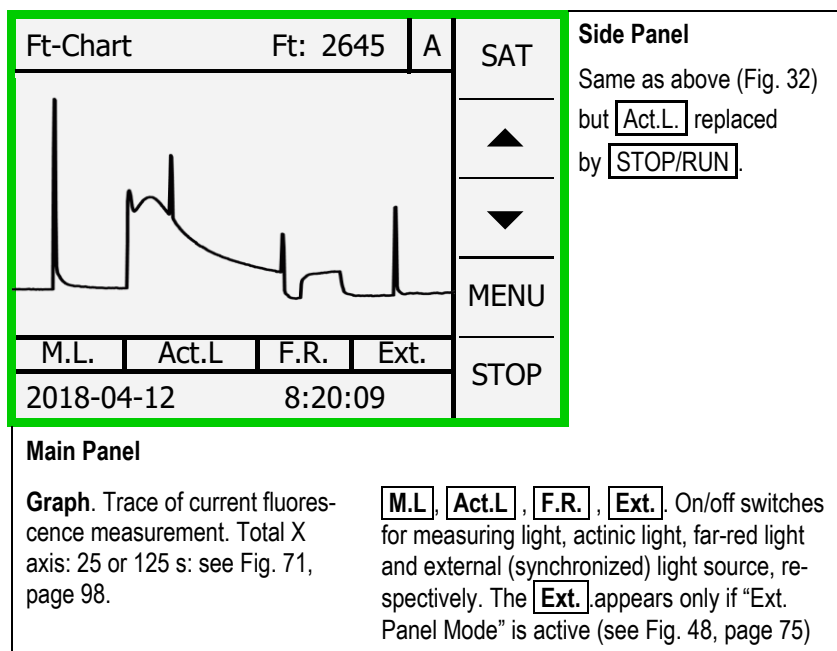 Ft-Chart Ft: 2645 A
SAT
▲
▼
MENU
STOP
M.L. Act.L F.R. Ext.
2018-04-12 8:20:09
Side Panel
Same as above (Fig. 32)
but Act.L. replaced
by STOP/RUN.
Main Panel
Graph. Trace of current fluores-
cence measurement. Total X
axis: 25 or 125 s: see Fig. 71,
page 98.
M.L, Act.L , F.R. , Ext.. On/off switches
for measuring light, actinic light, far-red light
and external (synchronized) light source, re-
spectively. The Ext. .appears only if “Ext.
Panel Mode” is active (see Fig. 48, page 75)